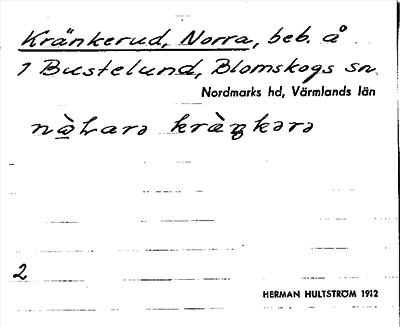 Kränkerud, Norra, beb. å
1 Bustelund, Blomskogs sn.
Nordmarks hd, Värmlands län
2
HERMAN HULTSTRÖM 1912